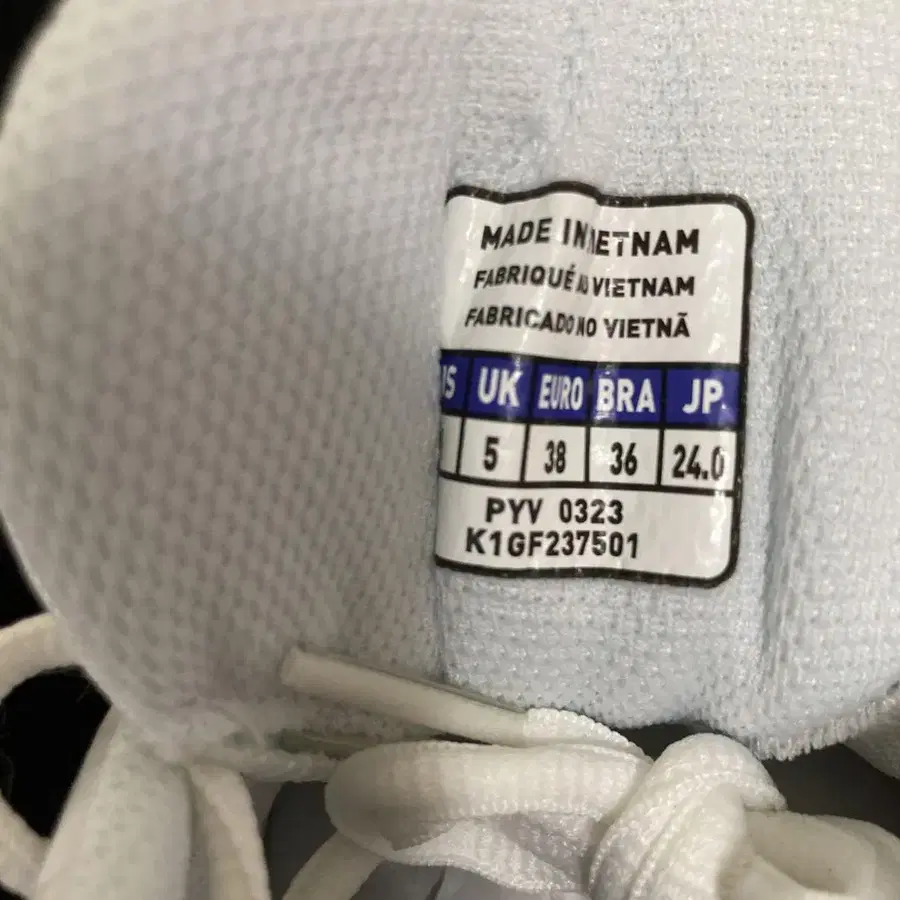 MADE IN VIETNAM
FABRIQUÉ AU VIETNAM
FABRICADO NO VIETNÃ
UK EURO BRA JP
5 38 36 24.0
PYV 0323
K1GF237501